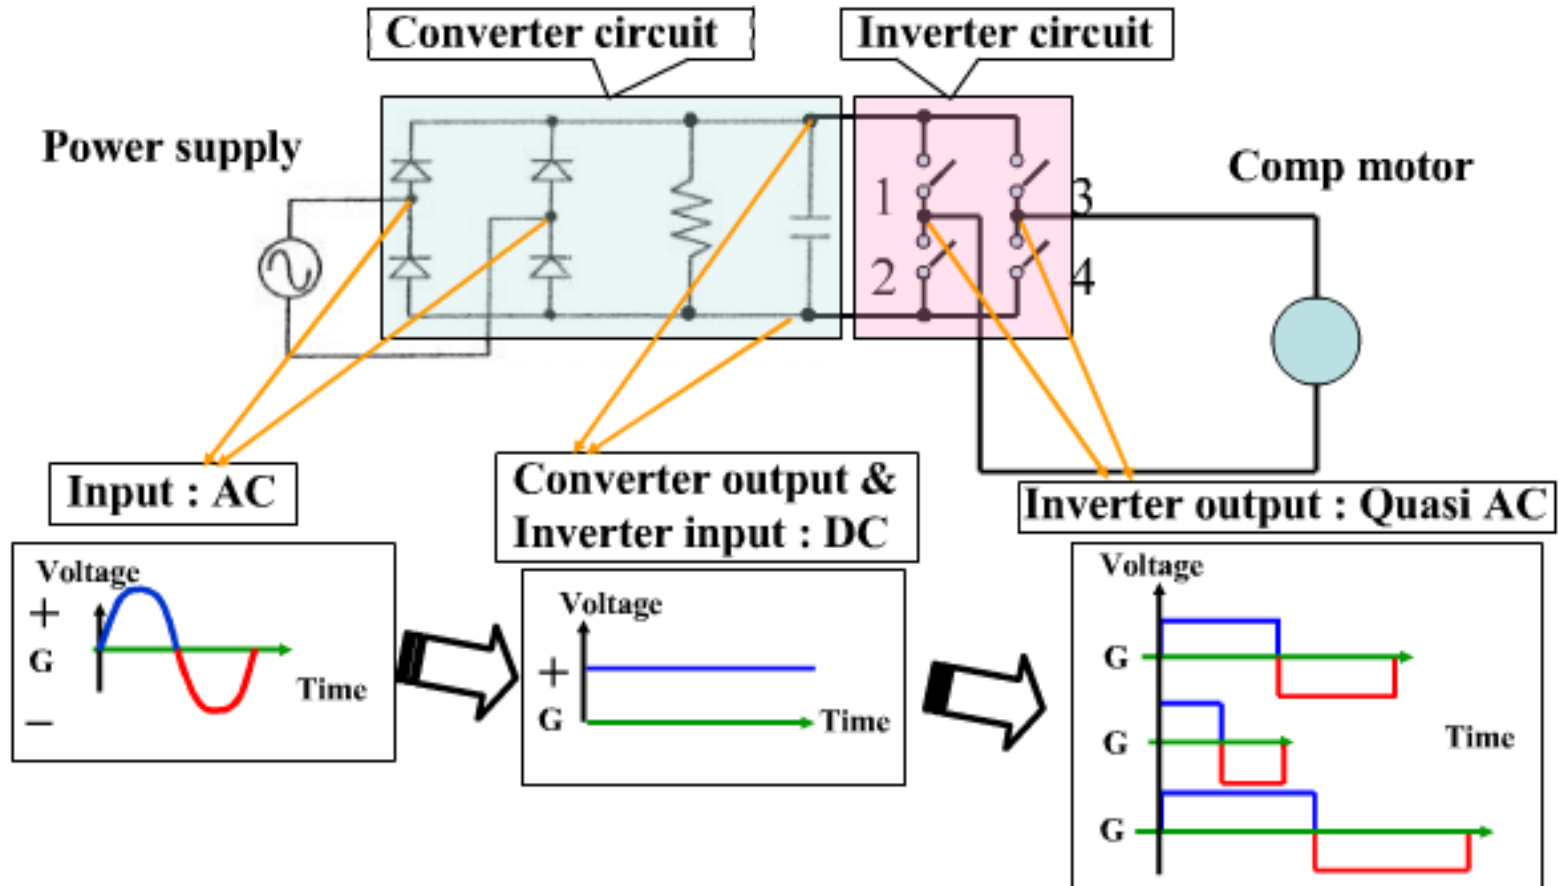 Converter circuit
Inverter circuit
Power supply
Comp motor
1
3
2
4
Input : AC
Converter output &
Inverter input : DC
Inverter output : Quasi AC
Voltage
+
G
Time
−
Voltage
+
G
Time
Voltage
G
G
Time
G